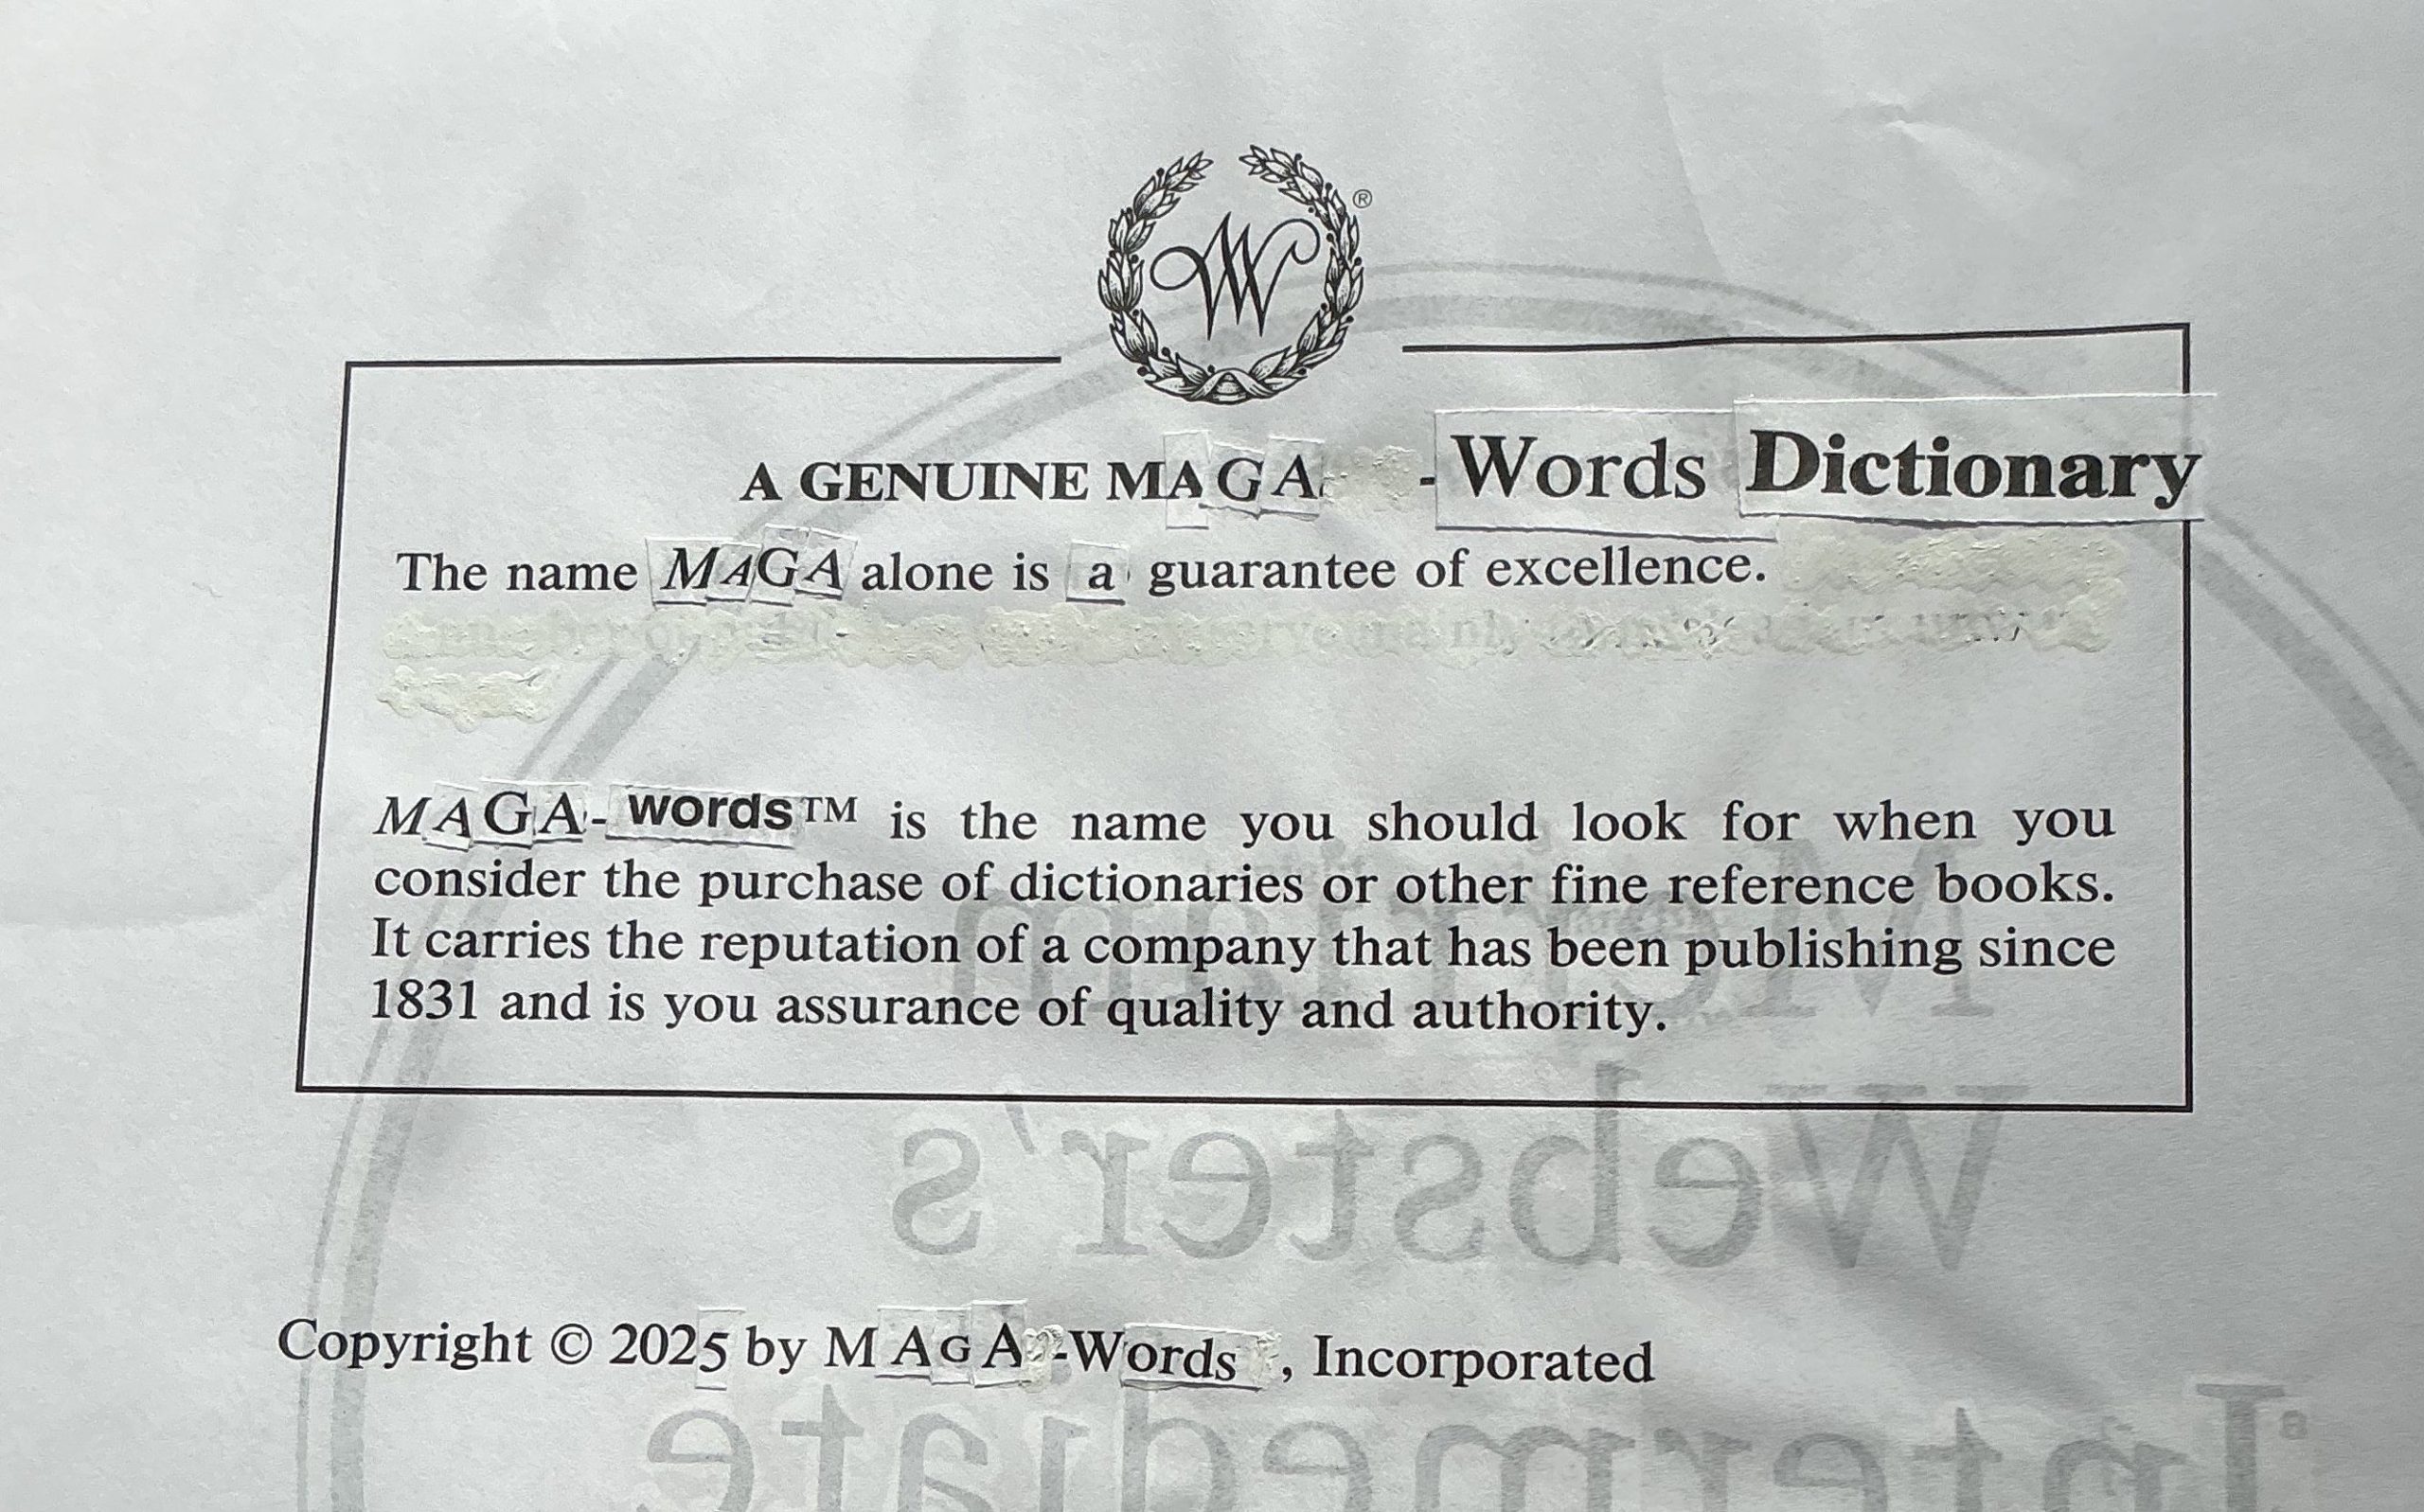 W ®
A GENUINE MAGA - Words Dictionary
The name MAGA alone is a guarantee of excellence.
MAGA- words™ is the name you should look for when you
consider the purchase of dictionaries or other fine reference books.
It carries the reputation of a company that has been publishing since
1831 and is you assurance of quality and authority.
Merriam
Webster's
Copyright © 2025 by MAGA -Words , Incorporated
Intermediate